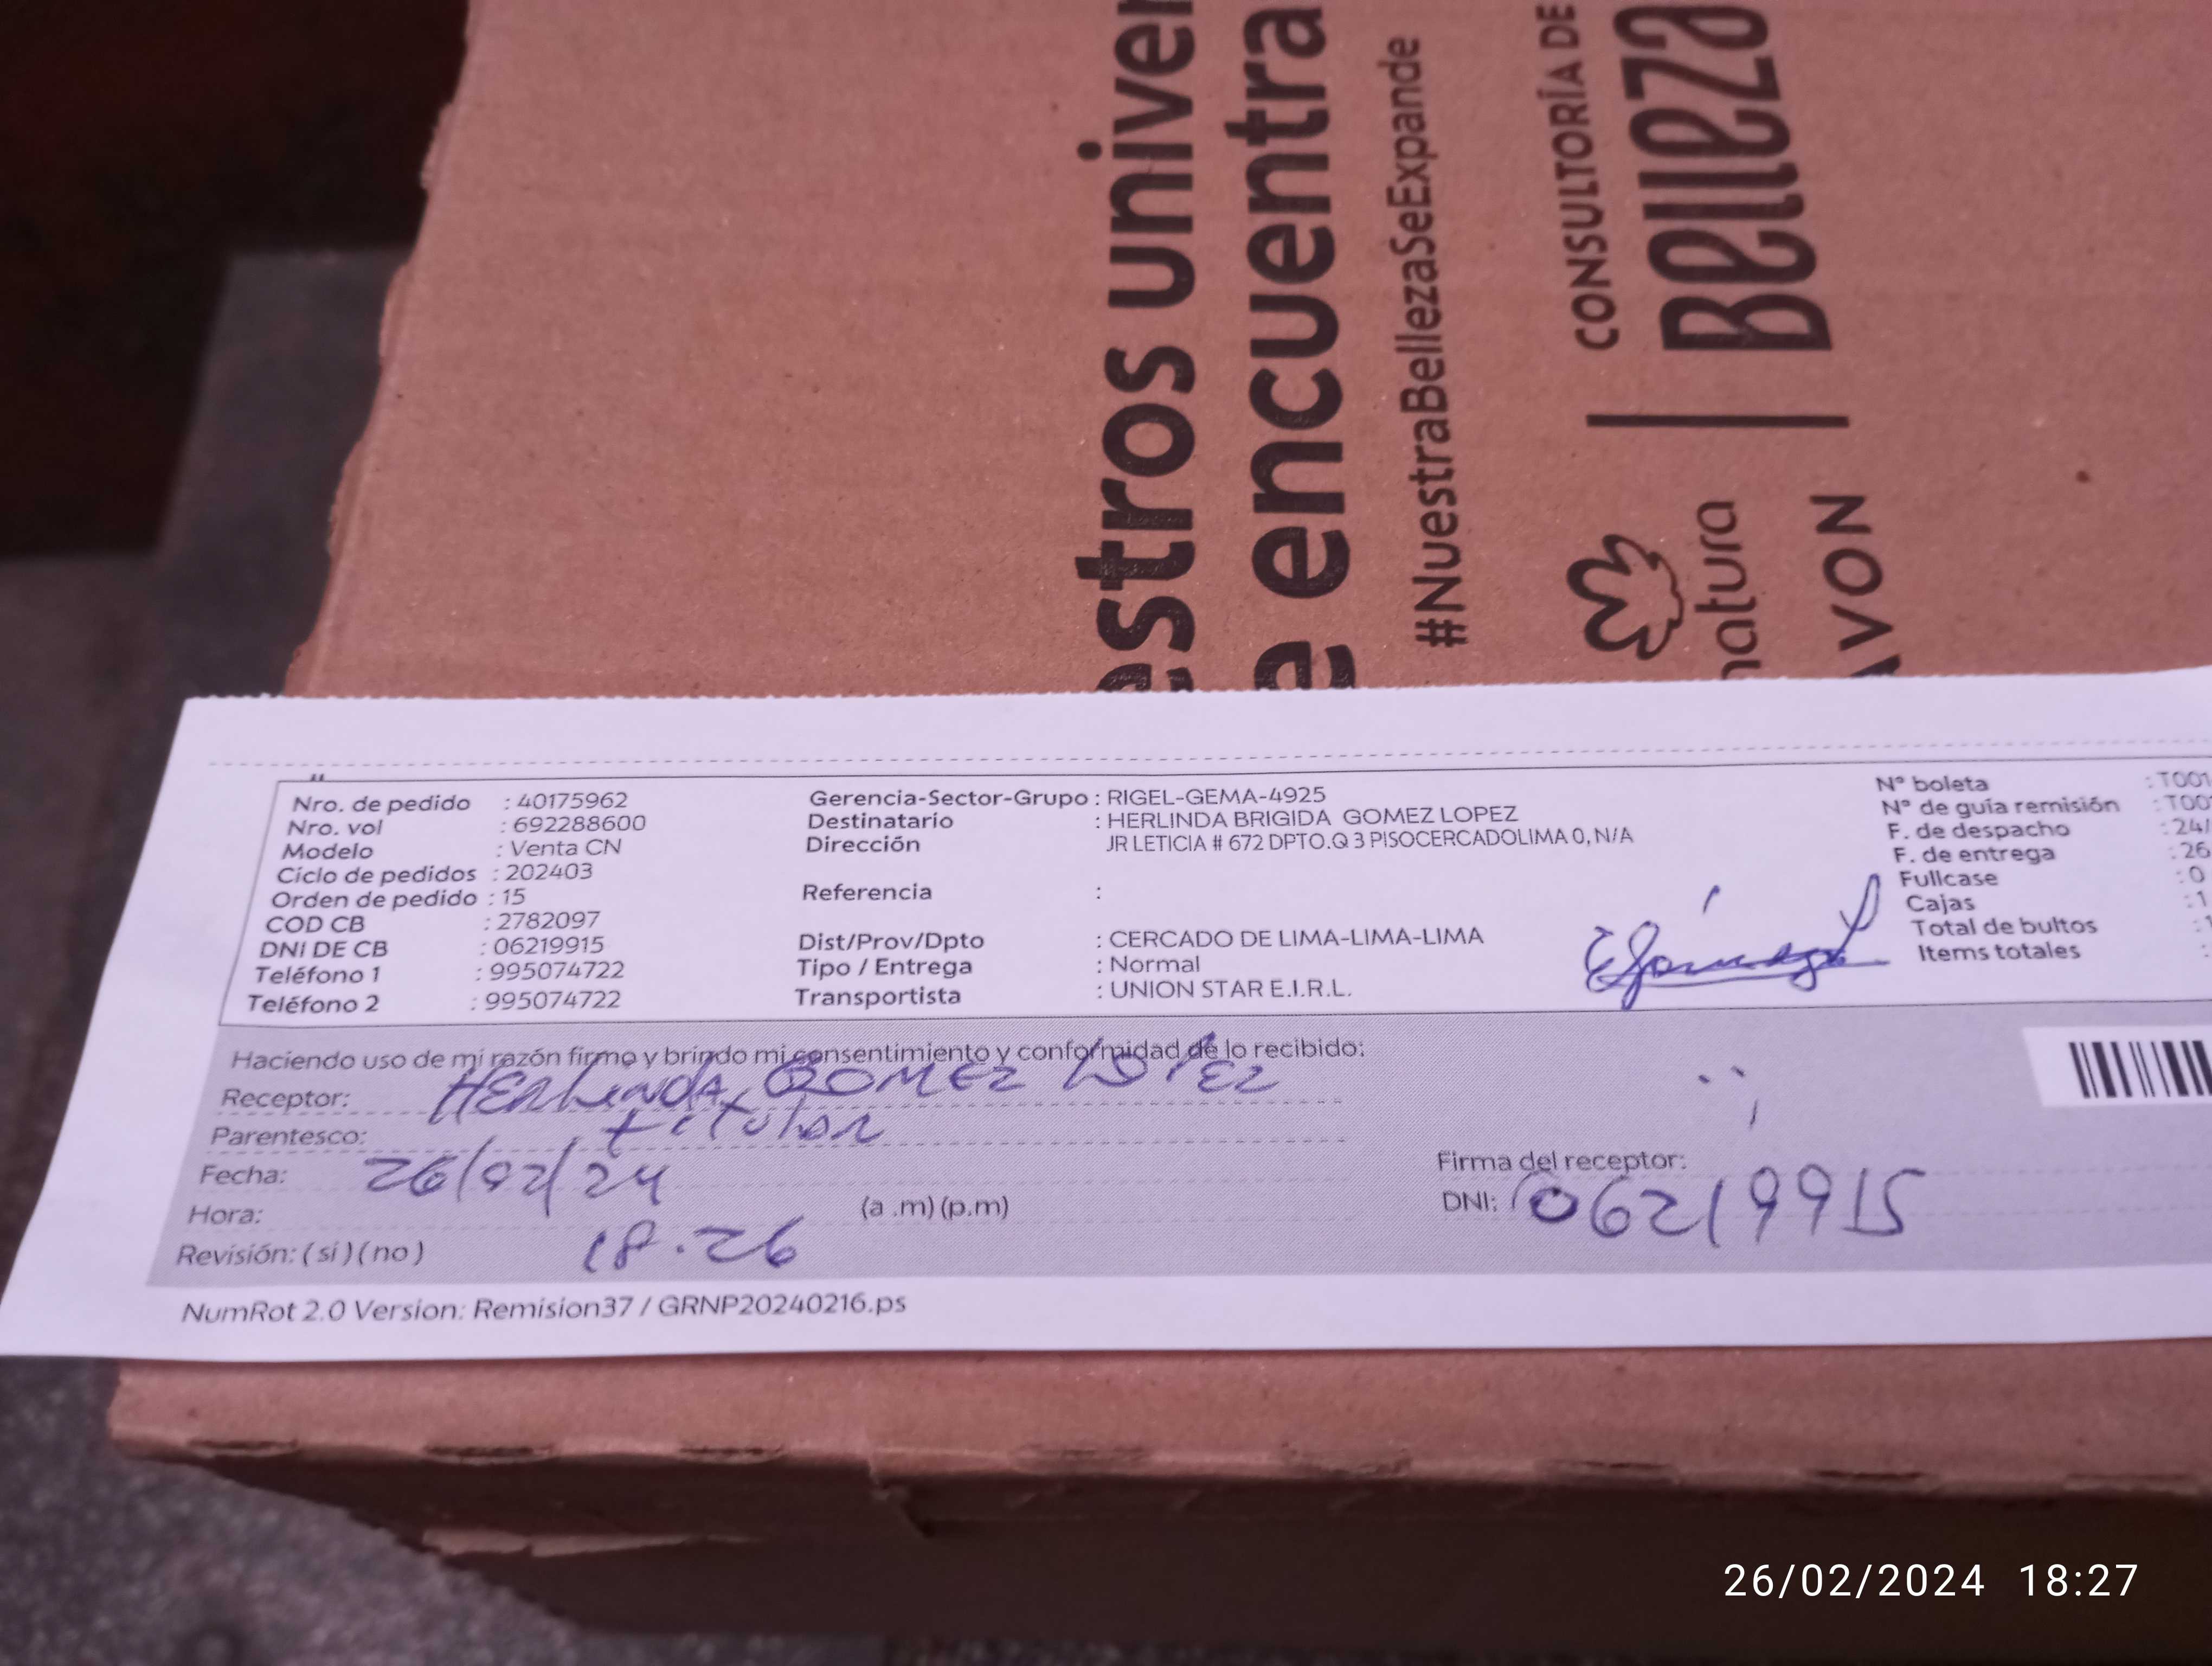 estros univer
e encuentra
#NuestraBellezaSeExpande
CONSULTORÍA DE
Belleza
natura
AVON
Nro. de pedido : 40175962
Nro. vol : 692288600
Modelo : Venta CN
Ciclo de pedidos : 202403
Orden de pedido : 15
COD CB : 2782097
DNI DE CB : 06219915
Teléfono 1 : 995074722
Teléfono 2 : 995074722
Gerencia-Sector-Grupo : RIGEL-GEMA-4925
Destinatario : HERLINDA BRIGIDA GOMEZ LOPEZ
Dirección JR LETICIA # 672 DPTO.Q 3 PISOCERCADOLIMA 0, N/A
Referencia :
Dist/Prov/Dpto : CERCADO DE LIMA-LIMA-LIMA
Tipo / Entrega : Normal
Transportista : UNION STAR E.I.R.L.
N° boleta : T001
N° de guía remisión : T00
F. de despacho : 24/
F. de entrega : 26
Fullcase : 0
Cajas : 1
Total de bultos :
Items totales :
Haciendo uso de mi razón firmo y brindo mi consentimiento y conformidad de lo recibido:
Receptor: HERLINDA GOMEZ LOPEZ
Parentesco: titular
Fecha: 26/02/24
Hora: 18.26 (a .m) (p.m)
Revisión: ( si ) ( no )
Firma del receptor:
DNI: 06219915
NumRot 2.0 Version: Remision37 / GRNP20240216.ps
26/02/2024 18:27